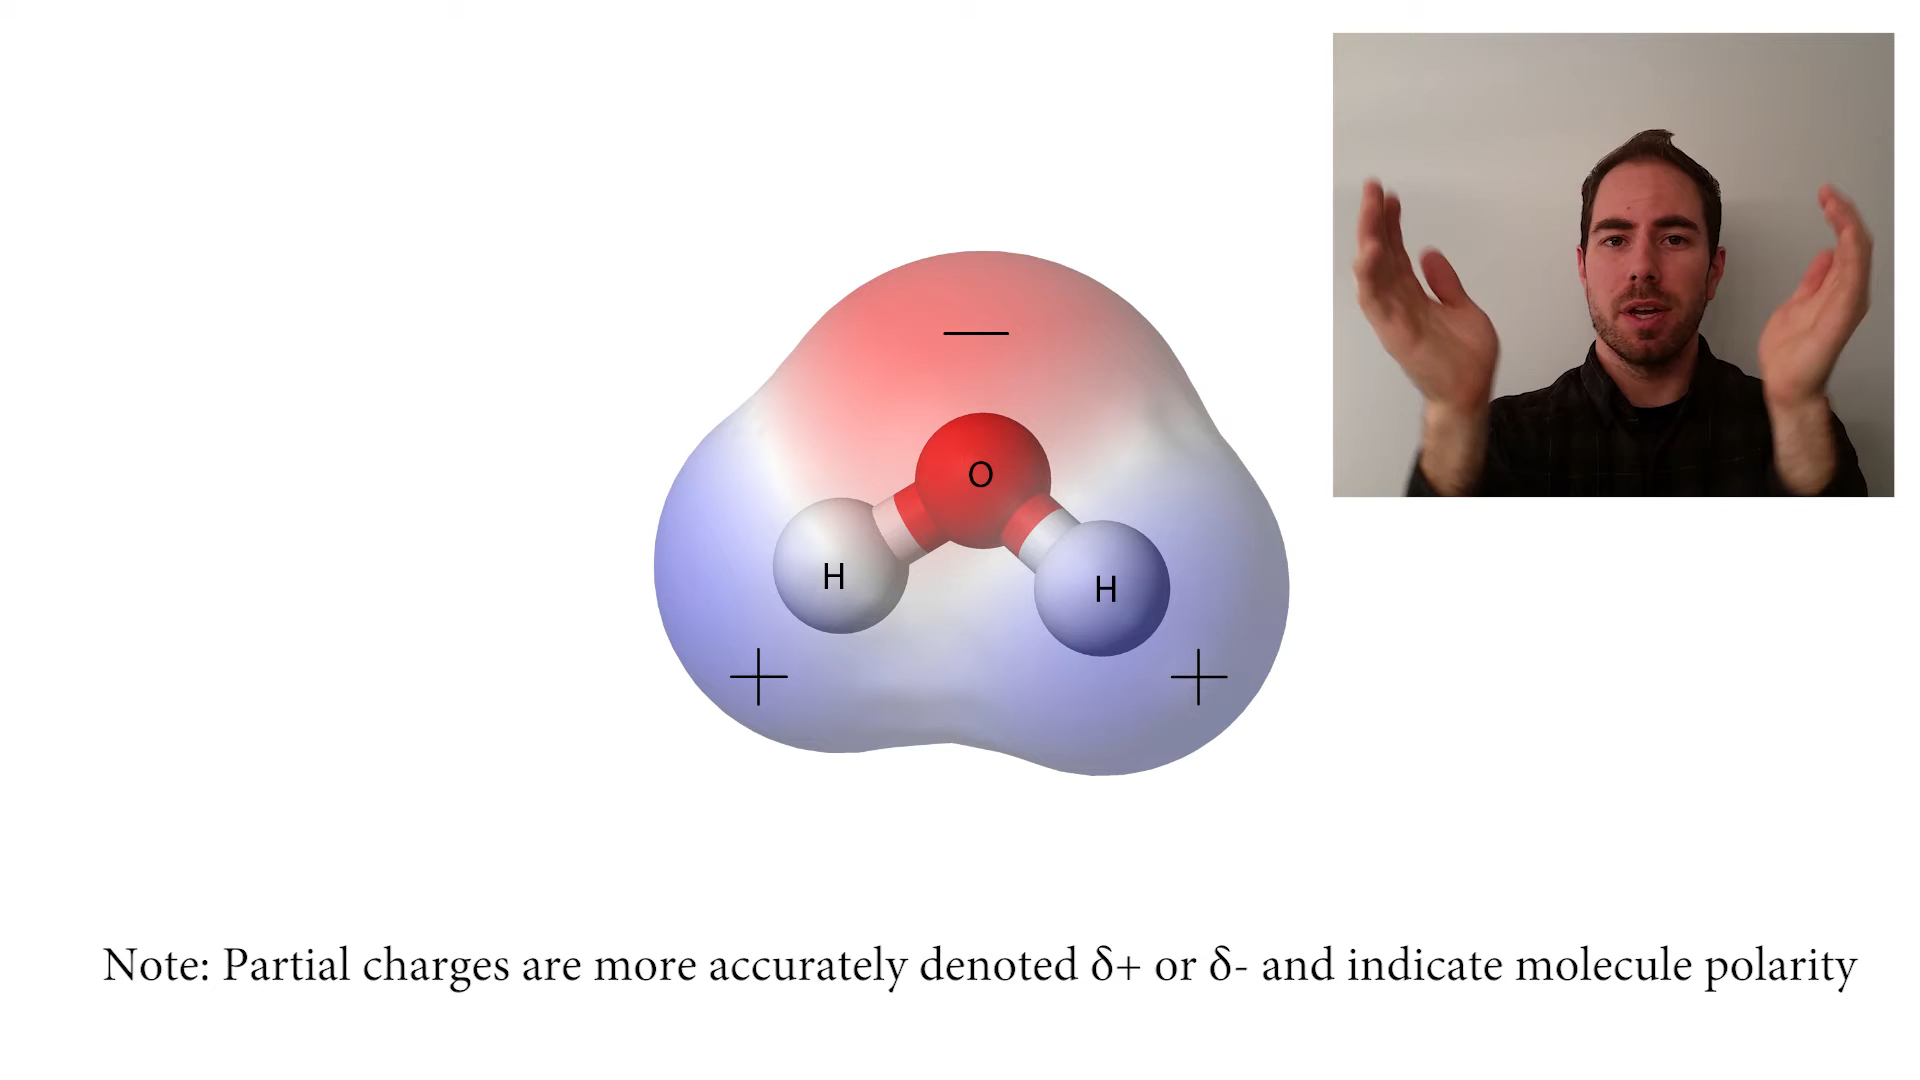 —
O
H
H
+
+
Note: Partial charges are more accurately denoted δ+ or δ- and indicate molecule polarity